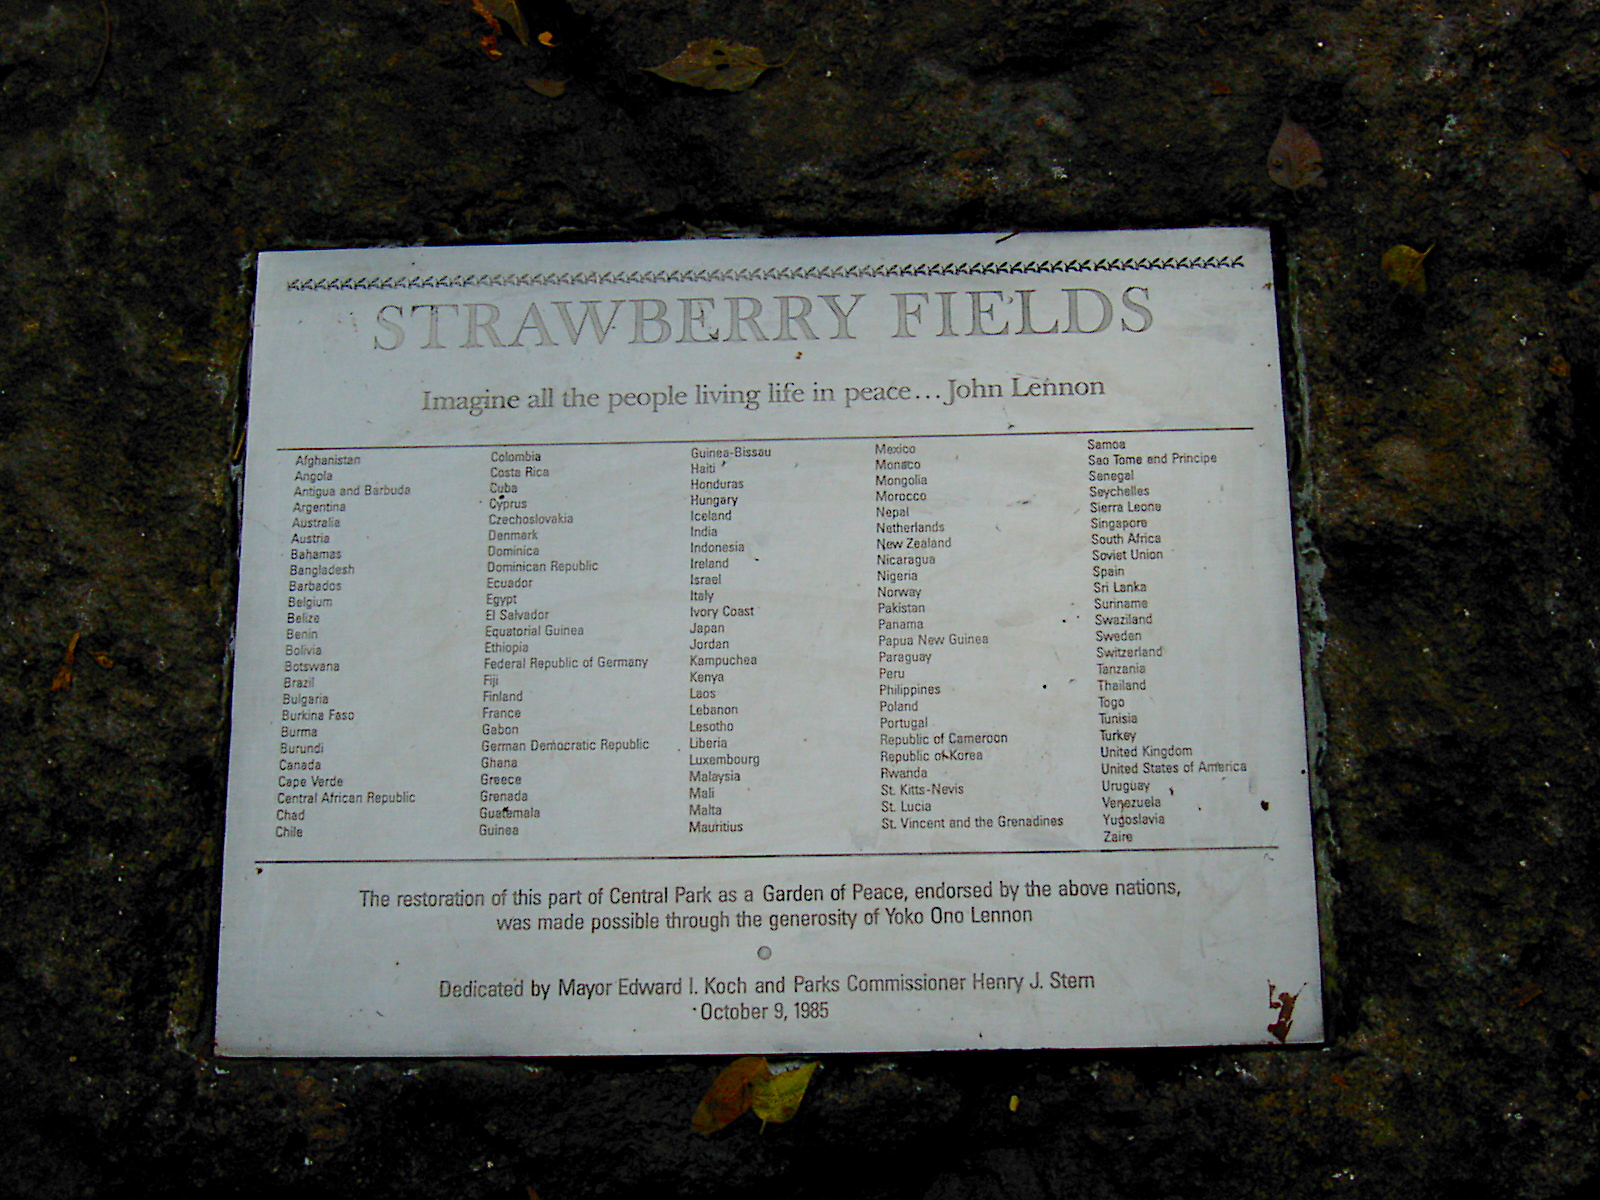 STRAWBERRY FIELDS
Imagine all the people living life in peace...John Lennon
Afghanistan
Angola
Antigua and Barbuda
Argentina
Australia
Austria
Bahamas
Bangladesh
Barbados
Belgium
Belize
Benin
Bolivia
Botswana
Brazil
Bulgaria
Burkina Faso
Burma
Burundi
Canada
Cape Verde
Central African Republic
Chad
Chile
Colombia
Costa Rica
Cuba
Cyprus
Czechoslovakia
Denmark
Dominica
Dominican Republic
Ecuador
Egypt
El Salvador
Equatorial Guinea
Ethiopia
Federal Republic of Germany
Fiji
Finland
France
Gabon
German Democratic Republic
Ghana
Greece
Grenada
Guatemala
Guinea
Guinea-Bissau
Haiti
Honduras
Hungary
Iceland
India
Indonesia
Ireland
Israel
Italy
Ivory Coast
Japan
Jordan
Kampuchea
Kenya
Laos
Lebanon
Lesotho
Liberia
Luxembourg
Malaysia
Mali
Malta
Mauritius
Mexico
Monaco
Mongolia
Morocco
Nepal
Netherlands
New Zealand
Nicaragua
Nigeria
Norway
Pakistan
Panama
Papua New Guinea
Paraguay
Peru
Philippines
Poland
Portugal
Republic of Cameroon
Republic of Korea
Rwanda
St. Kitts-Nevis
St. Lucia
St. Vincent and the Grenadines
Samoa
Sao Tome and Principe
Senegal
Seychelles
Sierra Leone
Singapore
South Africa
Soviet Union
Spain
Sri Lanka
Suriname
Swaziland
Sweden
Switzerland
Tanzania
Thailand
Togo
Tunisia
Turkey
United Kingdom
United States of America
Uruguay
Venezuela
Yugoslavia
Zaire
The restoration of this part of Central Park as a Garden of Peace, endorsed by the above nations,
was made possible through the generosity of Yoko Ono Lennon
Dedicated by Mayor Edward I. Koch and Parks Commissioner Henry J. Stern
October 9, 1985